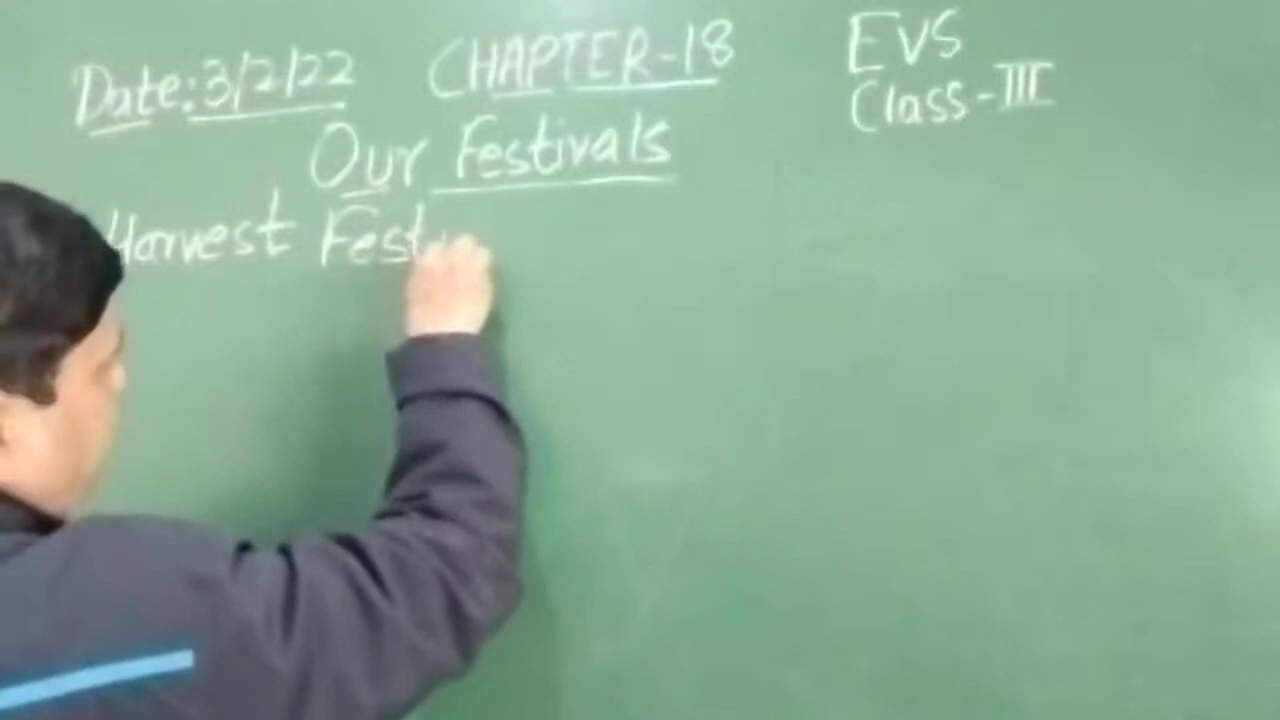 Date:3/2/22 CHAPTER-18 EVS
Class-III
Our Festivals
Harvest Fest